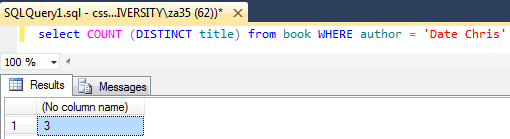 SQLQuery1.sql - css...IVERSITY\za35 (62))*
select COUNT (DISTINCT title) from book WHERE author = 'Date Chris'
100 %
Results Messages
(No column name)
1 3